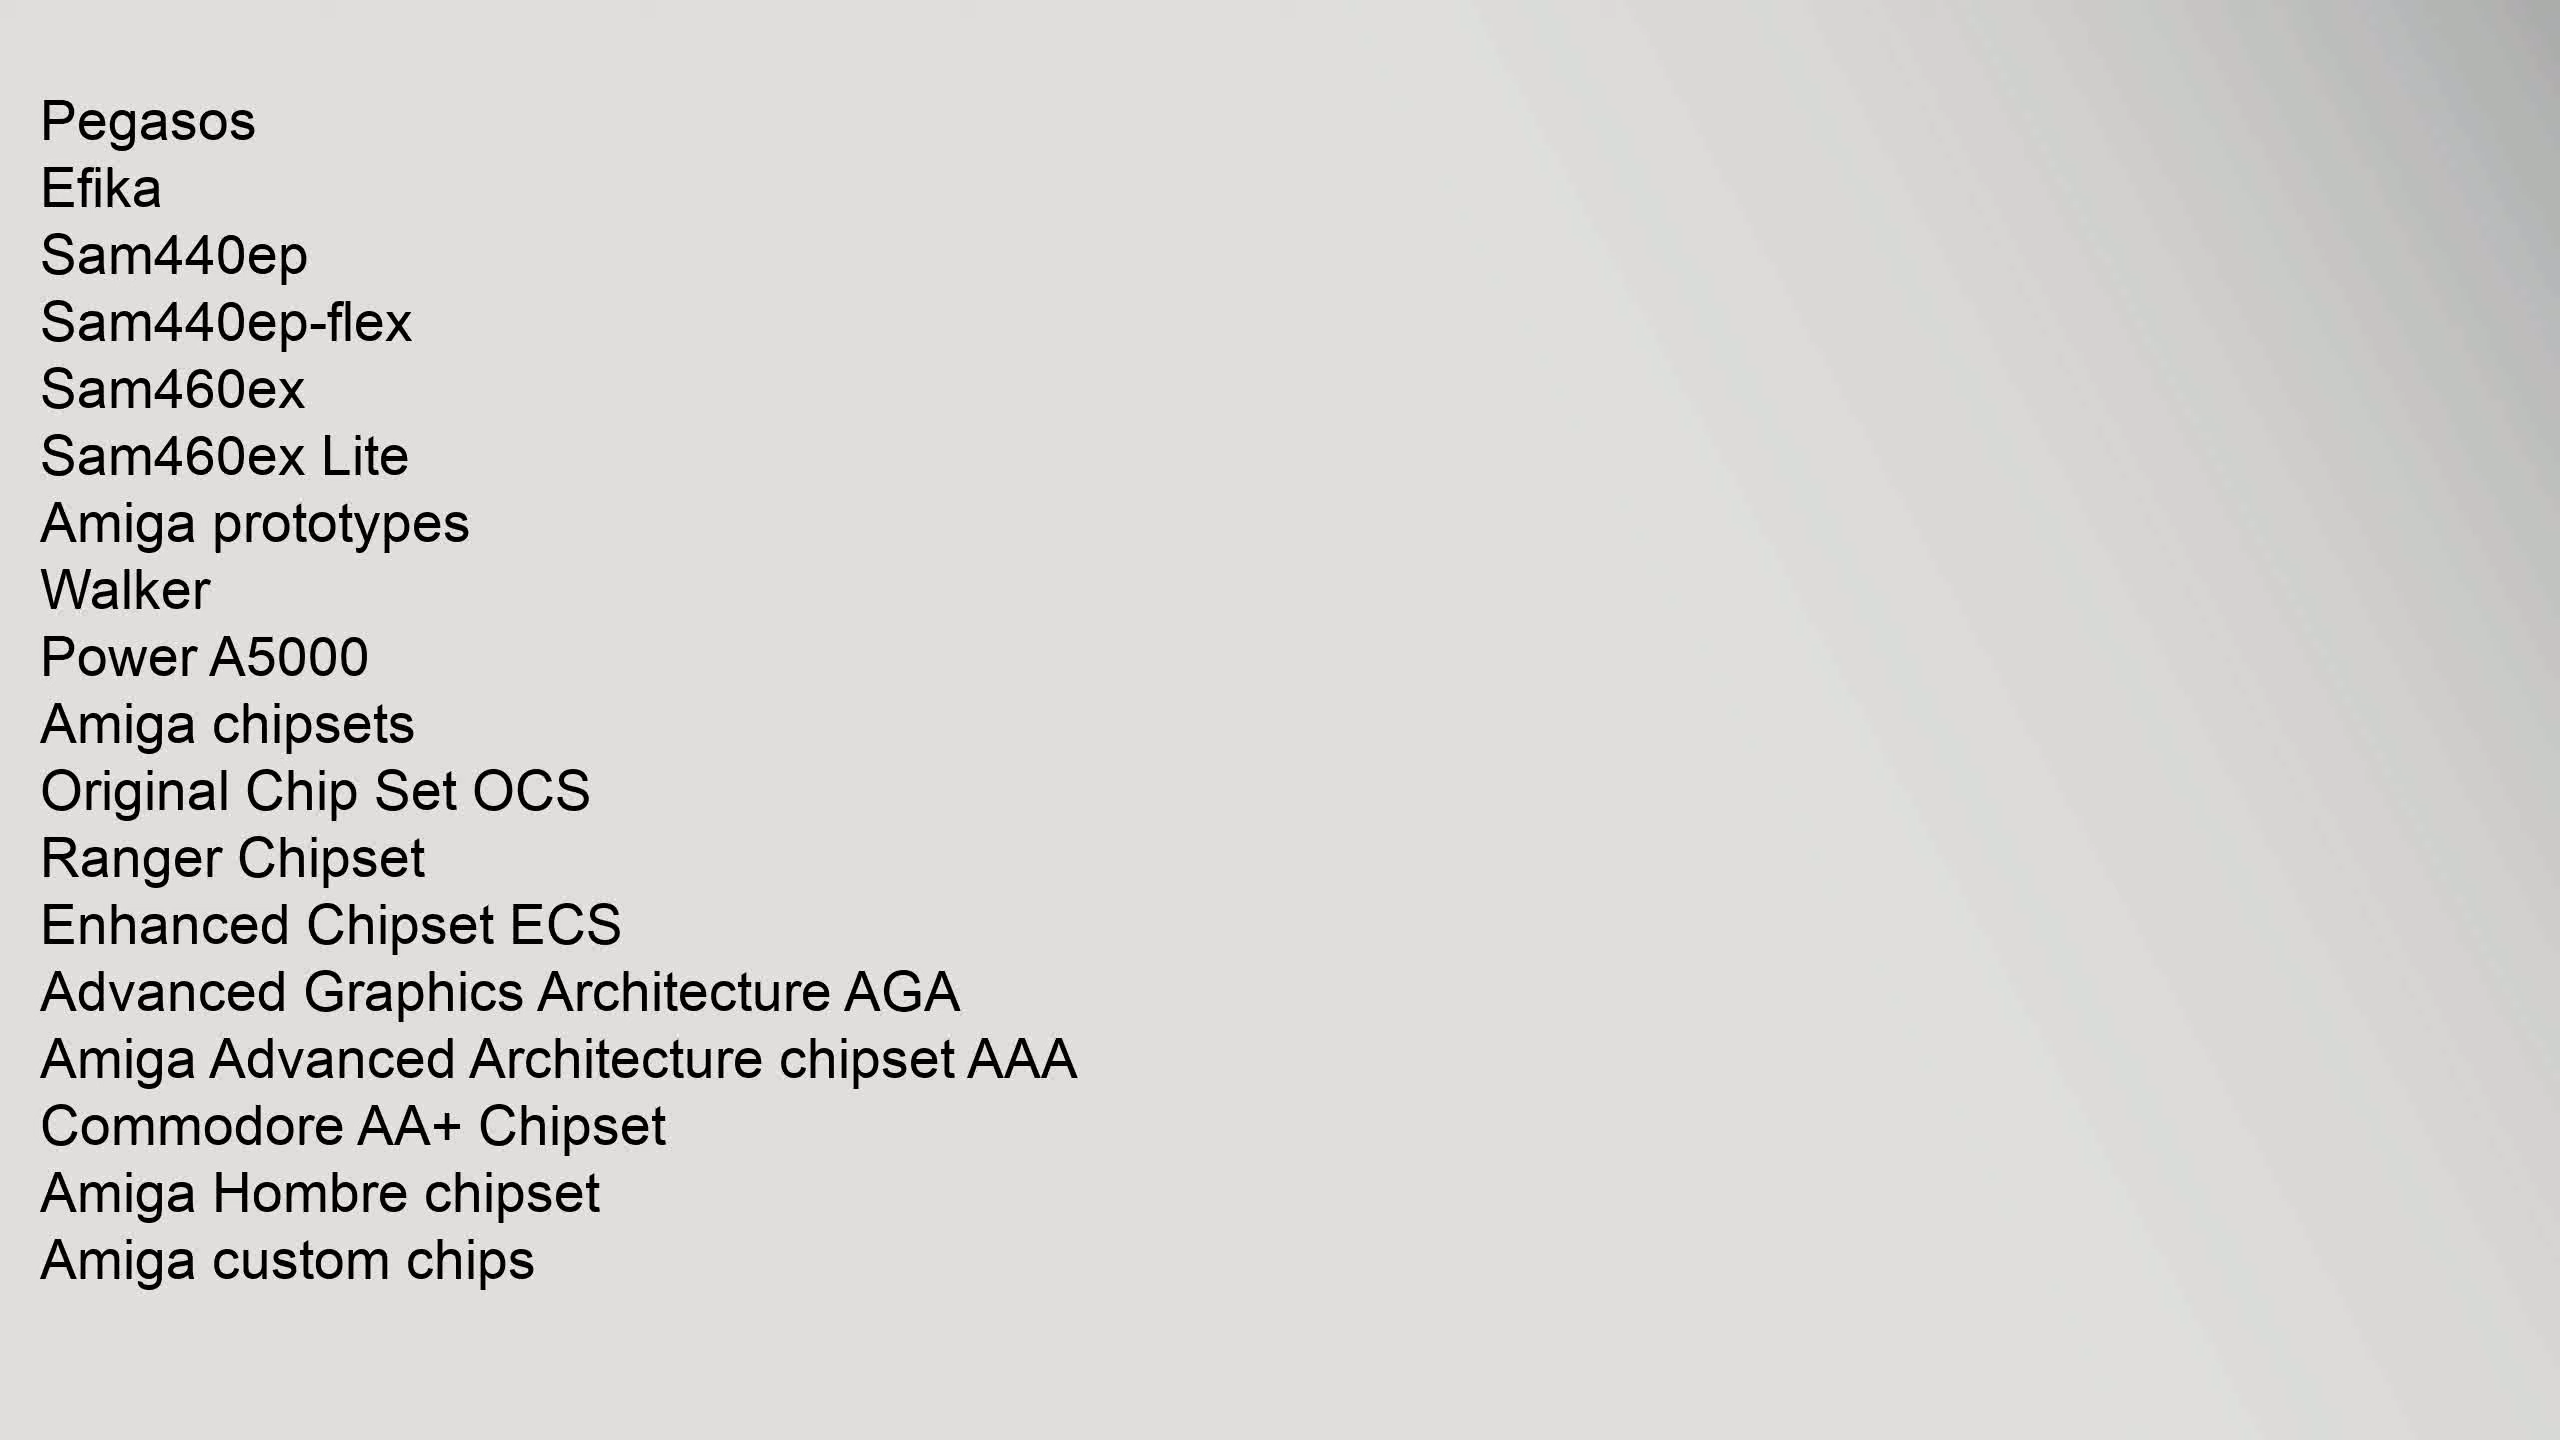 Pegasos
Efika
Sam440ep
Sam440ep-flex
Sam460ex
Sam460ex Lite
Amiga prototypes
Walker
Power A5000
Amiga chipsets
Original Chip Set OCS
Ranger Chipset
Enhanced Chipset ECS
Advanced Graphics Architecture AGA
Amiga Advanced Architecture chipset AAA
Commodore AA+ Chipset
Amiga Hombre chipset
Amiga custom chips